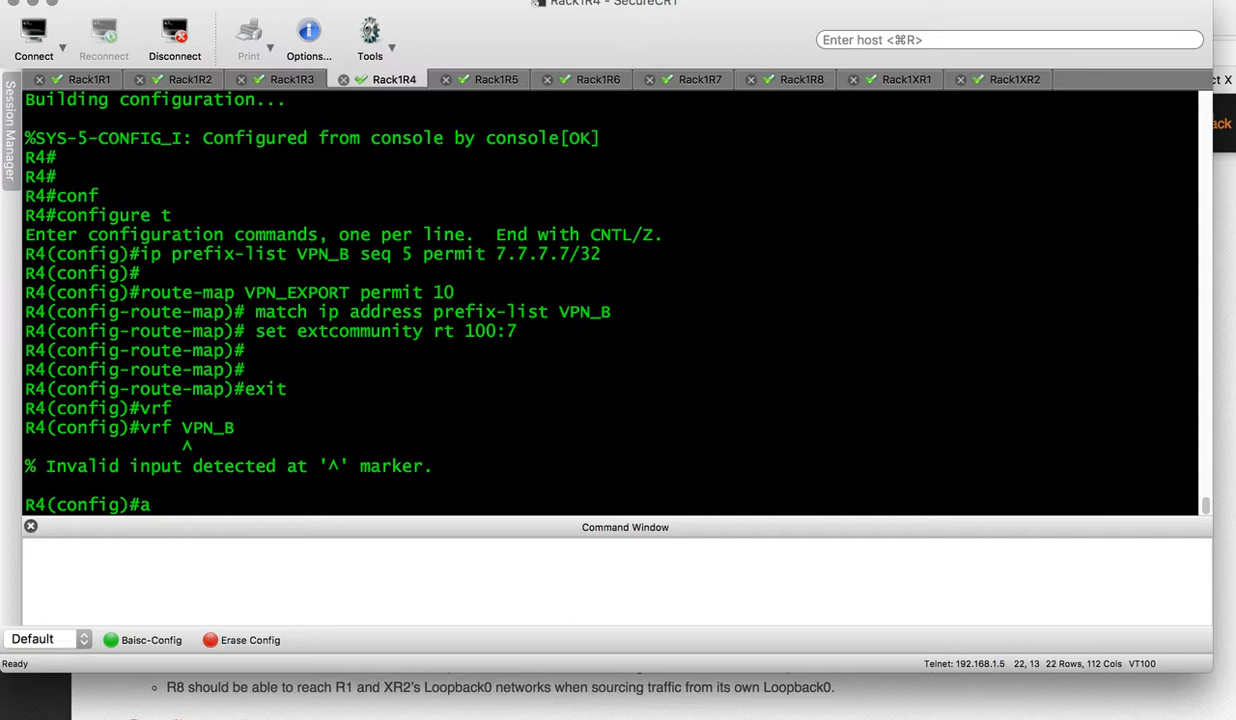 Rack1R4 - SecureCRT
Connect
Reconnect
Disconnect
Print
Options...
Tools
Enter host <⌘R>
Session Manager
Rack1R1
Rack1R2
Rack1R3
Rack1R4
Rack1R5
Rack1R6
Rack1R7
Rack1R8
Rack1XR1
Rack1XR2
ct X
ack
Building configuration...
%SYS-5-CONFIG_I: Configured from console by console[OK]
R4#
R4#
R4#conf
R4#configure t
Enter configuration commands, one per line.  End with CNTL/Z.
R4(config)#ip prefix-list VPN_B seq 5 permit 7.7.7.7/32
R4(config)#
R4(config)#route-map VPN_EXPORT permit 10
R4(config-route-map)# match ip address prefix-list VPN_B
R4(config-route-map)# set extcommunity rt 100:7
R4(config-route-map)#
R4(config-route-map)#
R4(config-route-map)#exit
R4(config)#vrf
R4(config)#vrf VPN_B
^
% Invalid input detected at '^' marker.
R4(config)#a
Command Window
Default
Baisc-Config
Erase Config
Ready
Telnet: 192.168.1.5  22, 13  22 Rows, 112 Cols  VT100
R8 should be able to reach R1 and XR2's Loopback0 networks when sourcing traffic from its own Loopback0.